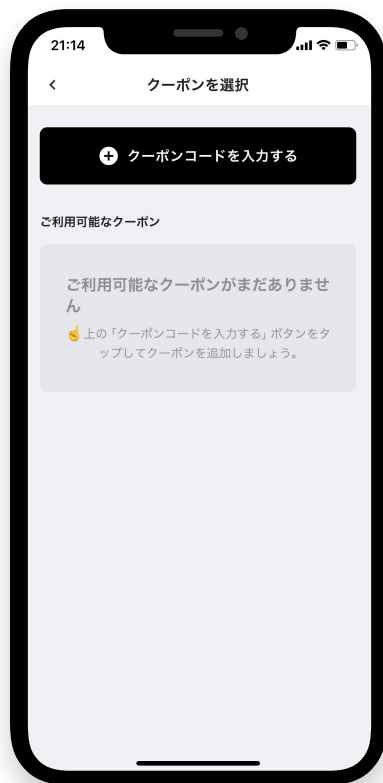 21:14
クーポンを選択
クーポンコードを入力する
ご利用可能なクーポン
ご利用可能なクーポンがまだありませ
ん
☝️上の「クーポンコードを入力する」ボタンをタ
ップしてクーポンを追加しましょう。